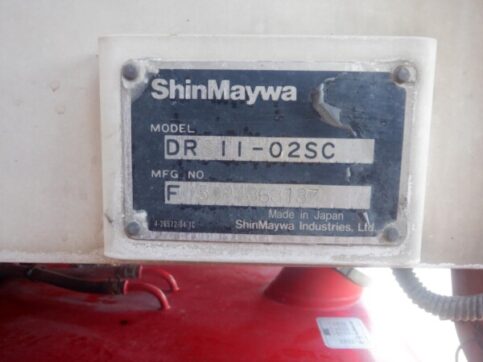 ShinMaywa
MODEL
DR 11-02SC
MFG. NO
F
Made in Japan
ShinMaywa Industries, Ltd.